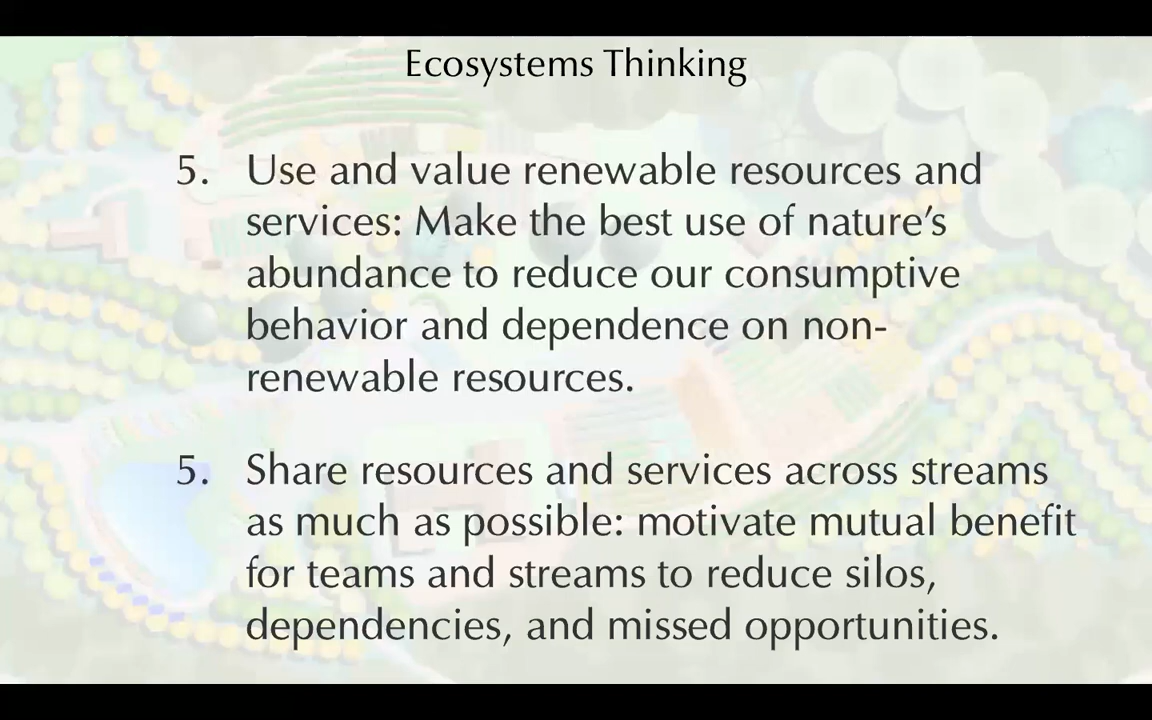 Ecosystems Thinking
5. Use and value renewable resources and
services: Make the best use of nature’s
abundance to reduce our consumptive
behavior and dependence on non-
renewable resources.
5. Share resources and services across streams
as much as possible: motivate mutual benefit
for teams and streams to reduce silos,
dependencies, and missed opportunities.